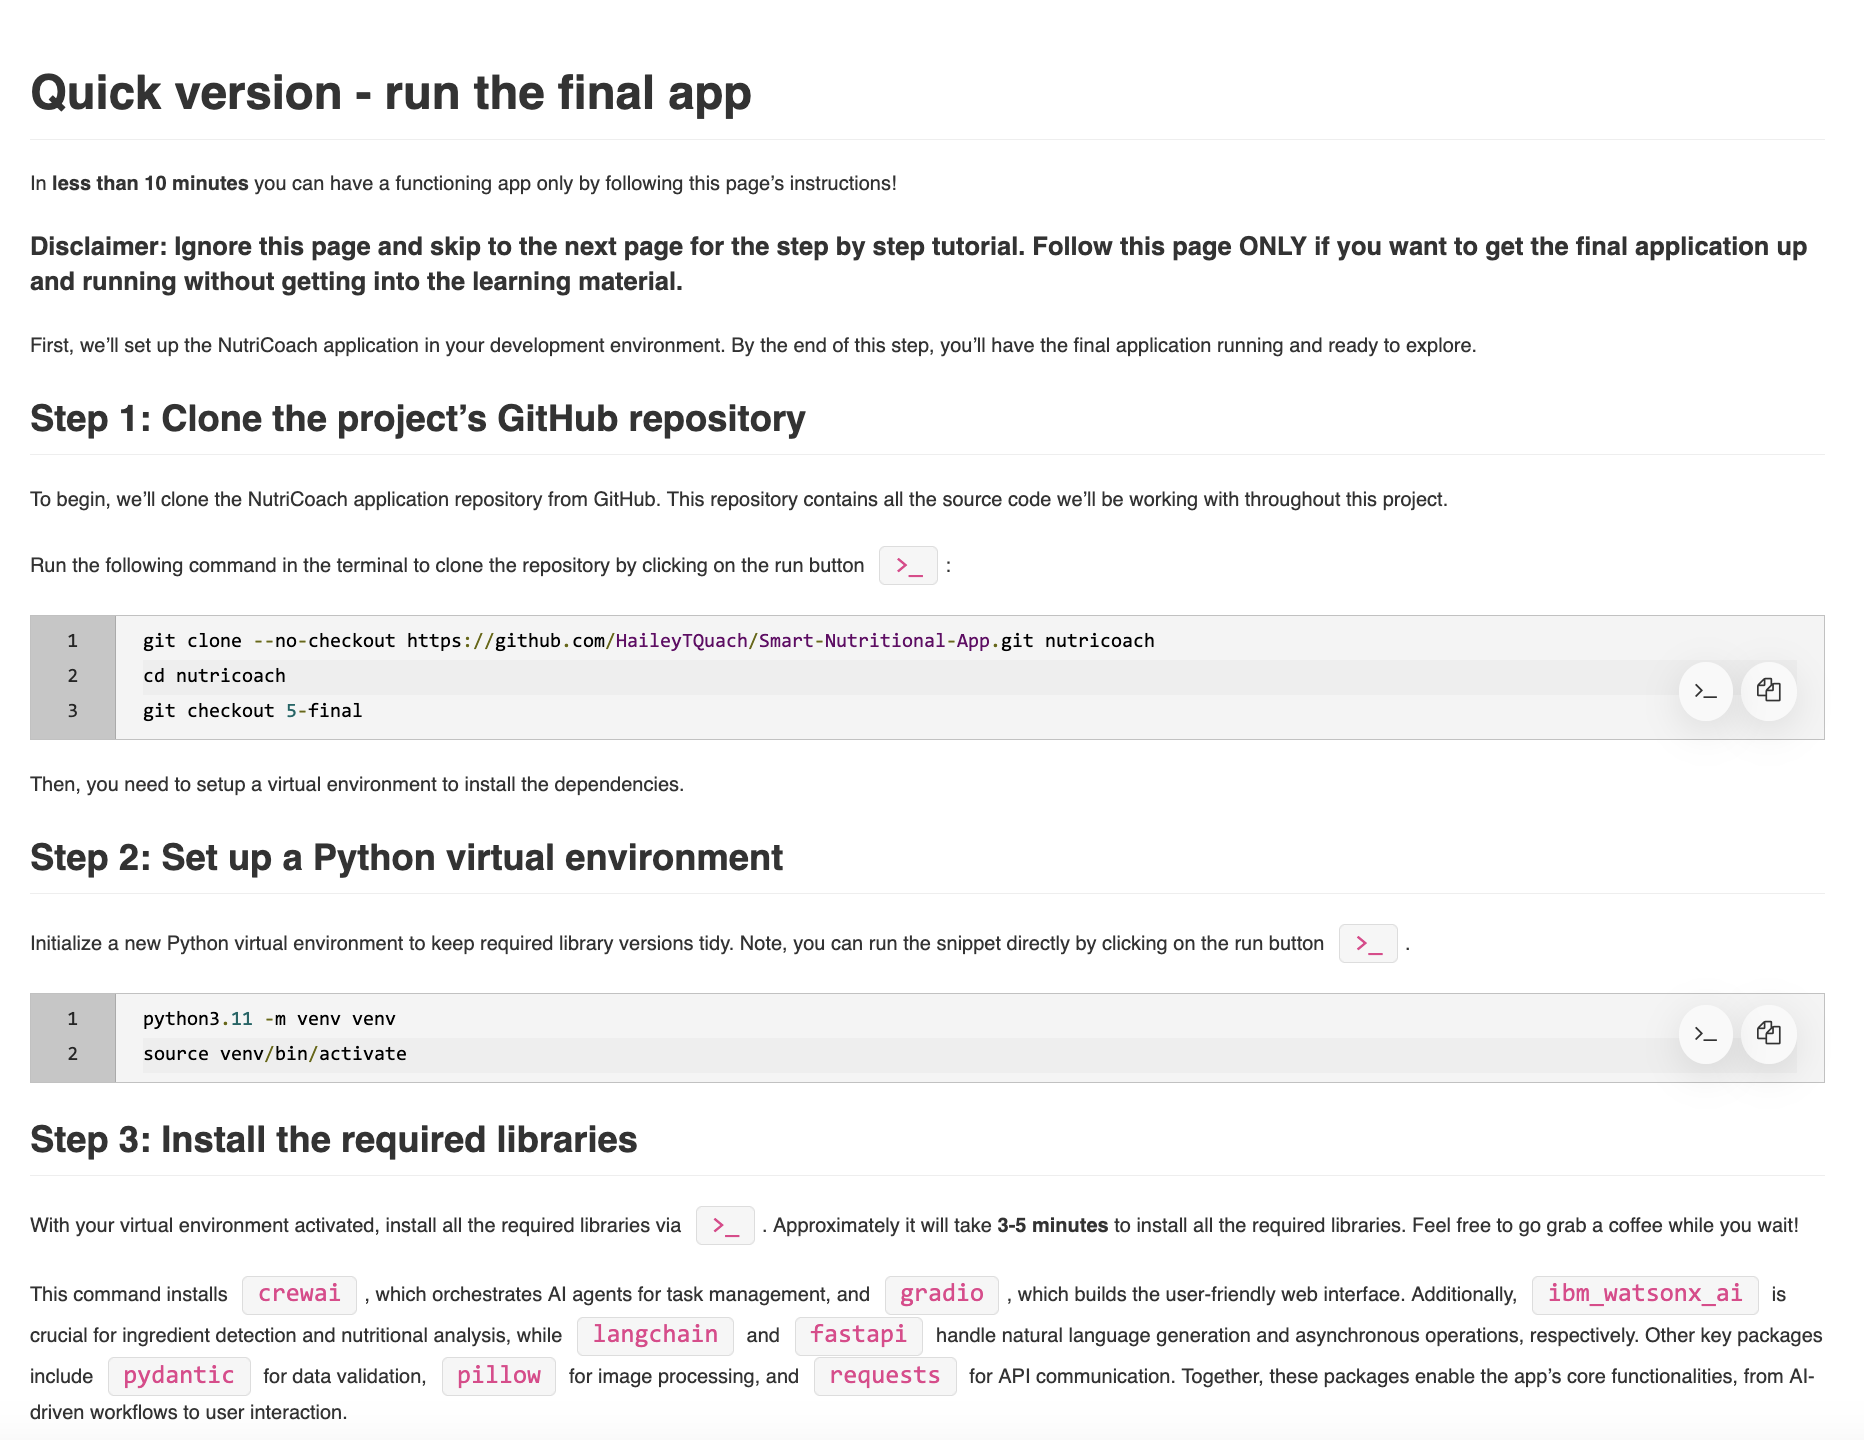 Quick version - run the final app
In less than 10 minutes you can have a functioning app only by following this page’s instructions!
Disclaimer: Ignore this page and skip to the next page for the step by step tutorial. Follow this page ONLY if you want to get the final application up
and running without getting into the learning material.
First, we’ll set up the NutriCoach application in your development environment. By the end of this step, you’ll have the final application running and ready to explore.
Step 1: Clone the project’s GitHub repository
To begin, we’ll clone the NutriCoach application repository from GitHub. This repository contains all the source code we’ll be working with throughout this project.
Run the following command in the terminal to clone the repository by clicking on the run button >_ :
1 git clone --no-checkout https://github.com/HaileyTQuach/Smart-Nutritional-App.git nutricoach
2 cd nutricoach
3 git checkout 5-final
Then, you need to setup a virtual environment to install the dependencies.
Step 2: Set up a Python virtual environment
Initialize a new Python virtual environment to keep required library versions tidy. Note, you can run the snippet directly by clicking on the run button >_ .
1 python3.11 -m venv venv
2 source venv/bin/activate
Step 3: Install the required libraries
With your virtual environment activated, install all the required libraries via >_ . Approximately it will take 3-5 minutes to install all the required libraries. Feel free to go grab a coffee while you wait!
This command installs crewai , which orchestrates AI agents for task management, and gradio , which builds the user-friendly web interface. Additionally, ibm_watsonx_ai is
crucial for ingredient detection and nutritional analysis, while langchain and fastapi handle natural language generation and asynchronous operations, respectively. Other key packages
include pydantic for data validation, pillow for image processing, and requests for API communication. Together, these packages enable the app’s core functionalities, from AI-
driven workflows to user interaction.